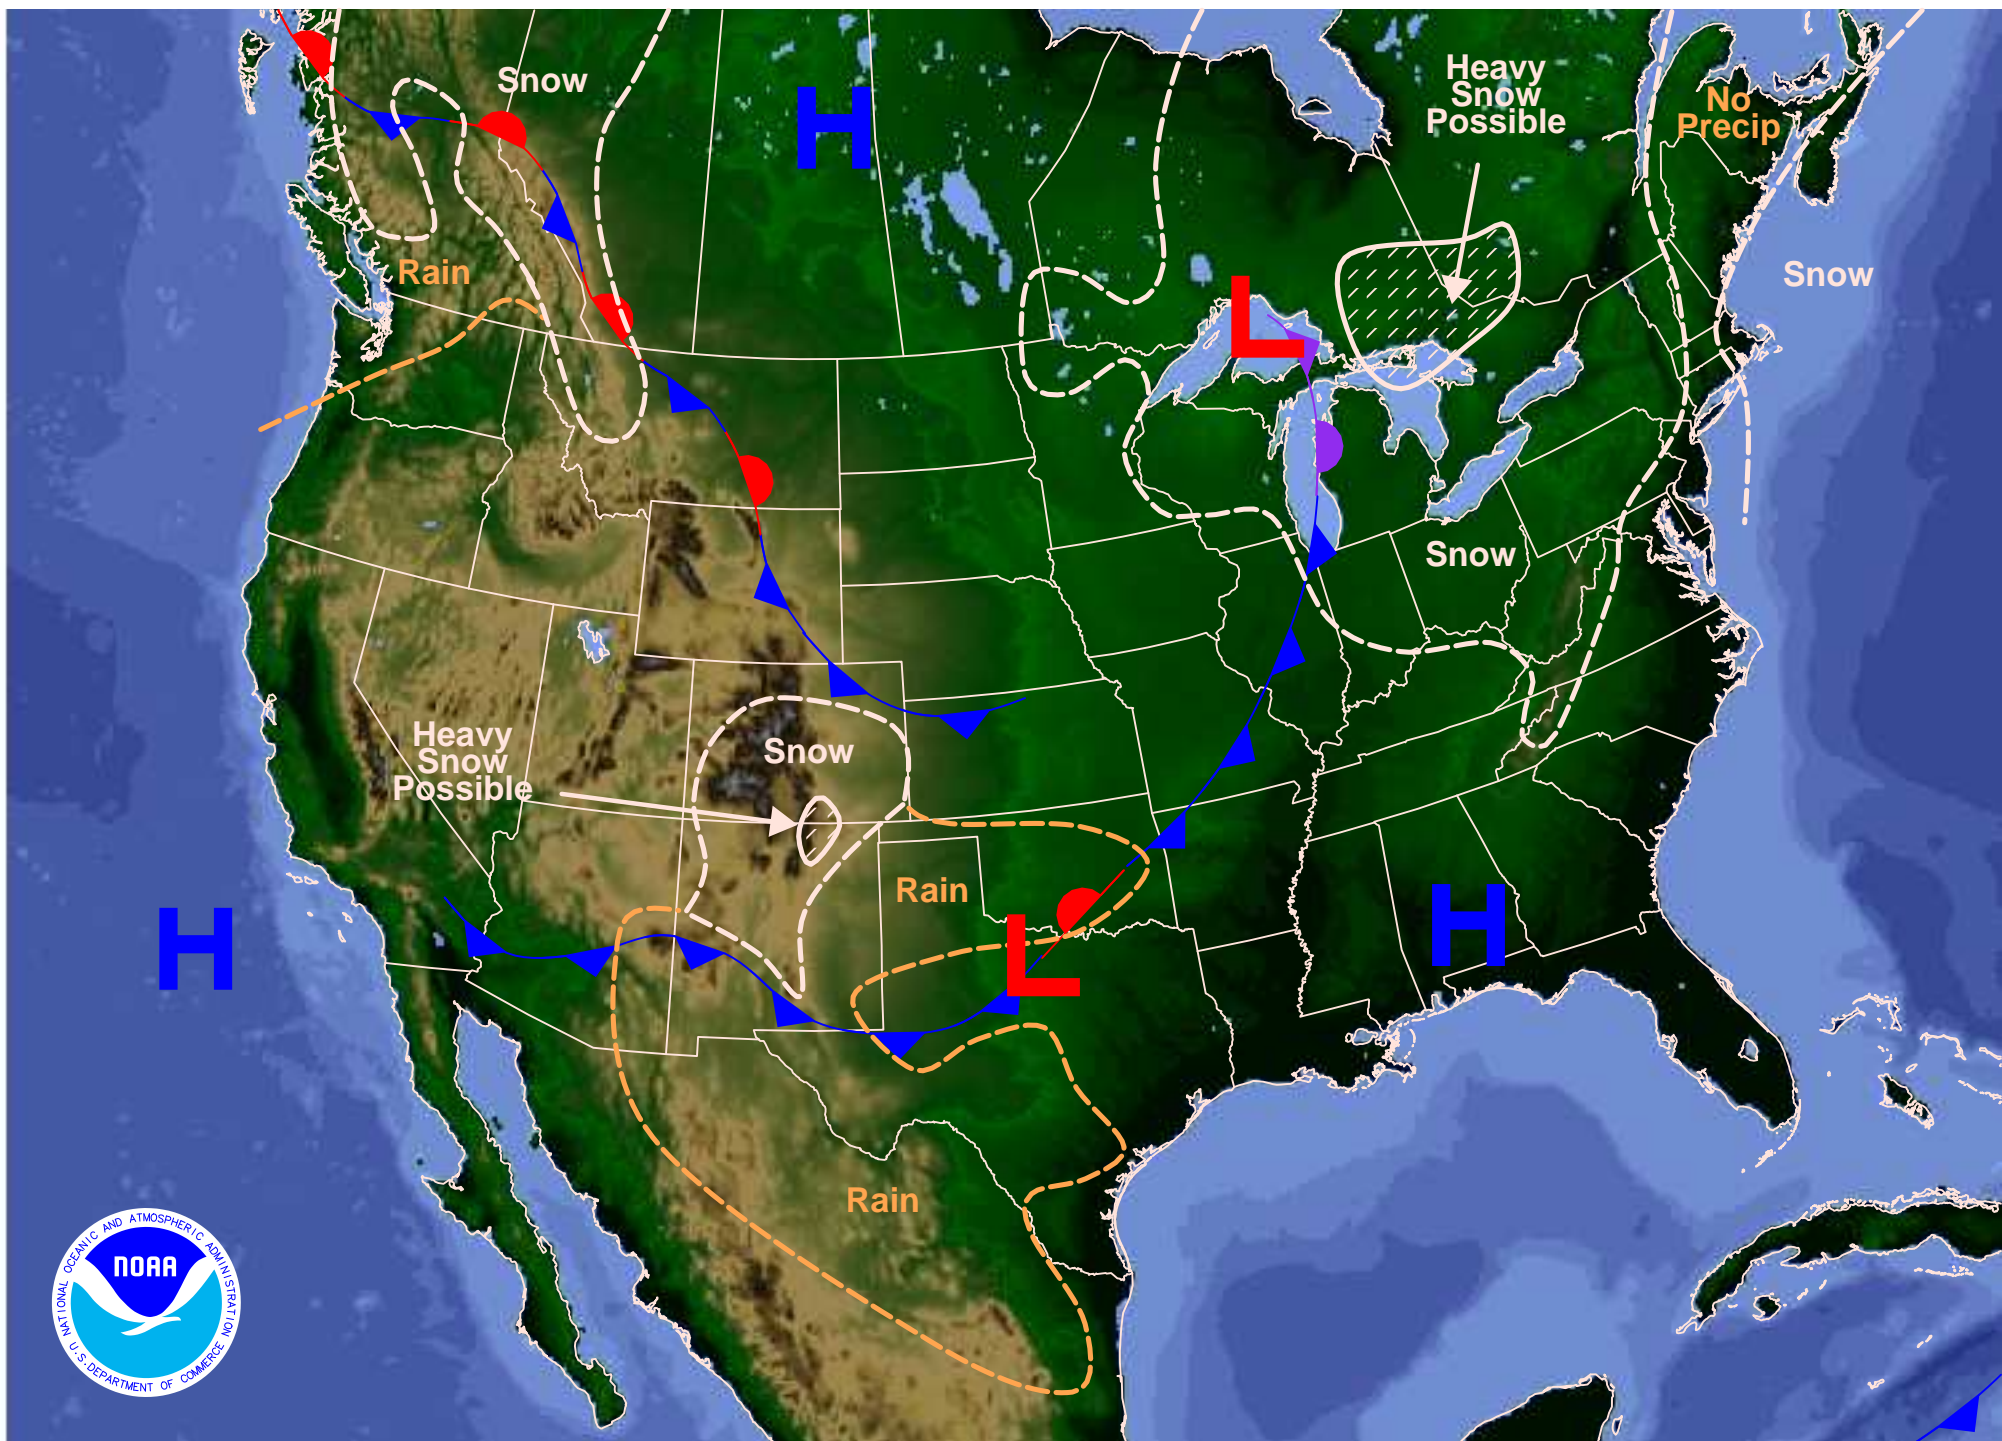 Snow
H
Heavy
Snow
Possible
No
Precip
Rain
L
Snow
Snow
Heavy
Snow
Possible
Snow
Rain
H
H
L
Rain
NATIONAL OCEANIC AND ATMOSPHERIC ADMINISTRATION
NOAA
U.S. DEPARTMENT OF COMMERCE